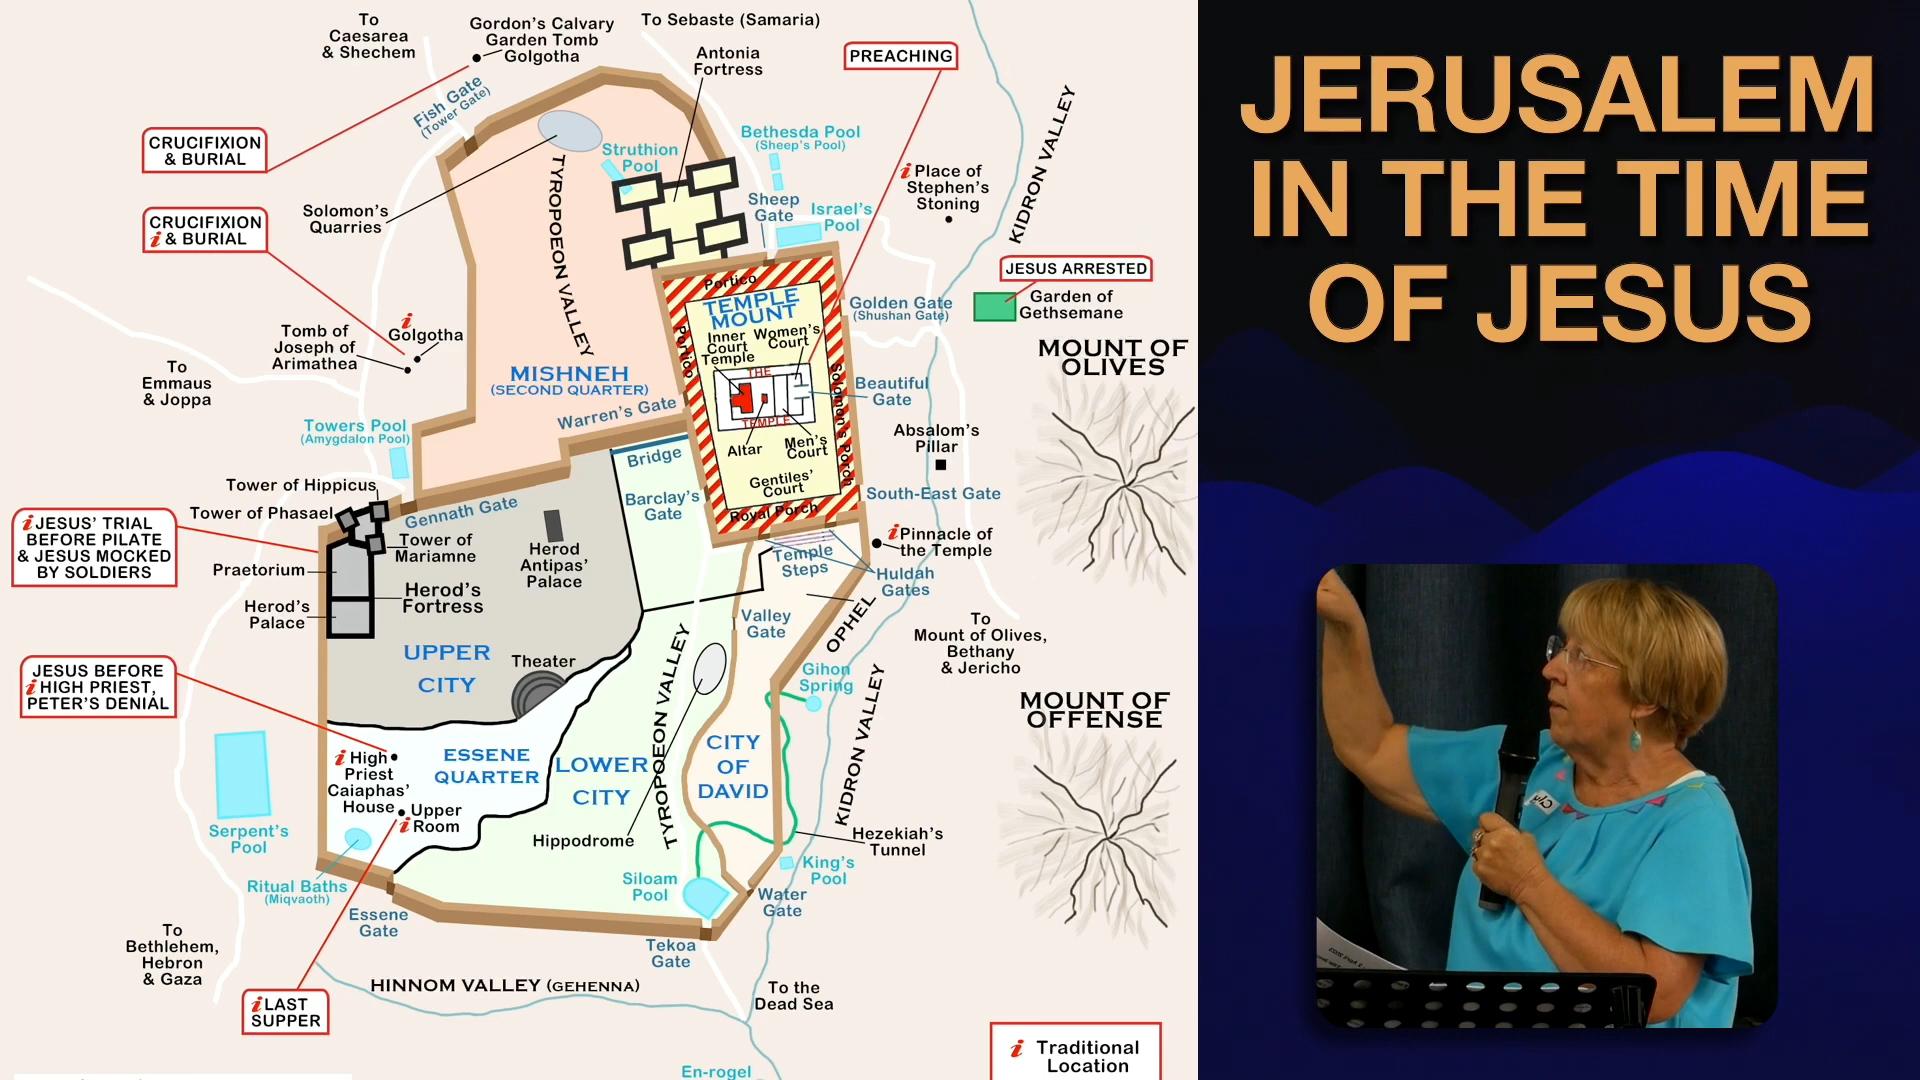 To
Caesarea
& Shechem
Gordon's Calvary
Garden Tomb
Golgotha
To Sebaste (Samaria)
Antonia
Fortress
PREACHING
Fish Gate
(Tower Gate)
CRUCIFIXION
& BURIAL
Struthion
Pool
Bethesda Pool
(Sheep's Pool)
KIDRON VALLEY
i Place of
Stephen's
Stoning
Solomon's
Quarries
TYROPOEON VALLEY
Sheep
Gate
Israel's
Pool
CRUCIFIXION
i & BURIAL
JESUS ARRESTED
Garden of
Gethsemane
Portico
TEMPLE
MOUNT
Golden Gate
(Shushan Gate)
i
Golgotha
Tomb of
Joseph of
Arimathea
Portico
Inner
Court
Women's
Court
Temple
THE
TEMPLE
Altar
Men's
Court
Gentiles'
Court
Solomon's Porch
Royal Porch
Beautiful
Gate
MOUNT OF
OLIVES
To
Emmaus
& Joppa
MISHNEH
(SECOND QUARTER)
Warren's Gate
Towers Pool
(Amygdalon Pool)
Bridge
Absalom's
Pillar
Tower of Hippicus
Tower of Phasael
Gennath Gate
Barclay's
Gate
South-East Gate
i JESUS' TRIAL
BEFORE PILATE
& JESUS MOCKED
BY SOLDIERS
Tower of
Mariamne
Herod
Antipas'
Palace
Temple
Steps
i Pinnacle of
the Temple
Huldah
Gates
Praetorium
Herod's
Fortress
Herod's
Palace
Valley
Gate
OPHEL
To
Mount of Olives,
Bethany
& Jericho
UPPER
CITY
Theater
TYROPOEON VALLEY
Gihon
Spring
JESUS BEFORE
i HIGH PRIEST,
PETER'S DENIAL
MOUNT OF
OFFENSE
KIDRON VALLEY
i High
Priest
Caiaphas'
House
ESSENE
QUARTER
LOWER
CITY
CITY
OF
DAVID
Upper
i Room
Serpent's
Pool
Hippodrome
Hezekiah's
Tunnel
Ritual Baths
(Miqvaoth)
Siloam
Pool
King's
Pool
Water
Gate
Essene
Gate
Tekoa
Gate
To
Bethlehem,
Hebron
& Gaza
HINNOM VALLEY (GEHENNA)
To the
Dead Sea
i LAST
SUPPER
i Traditional
Location
En-rogel
JERUSALEM
IN THE TIME
OF JESUS